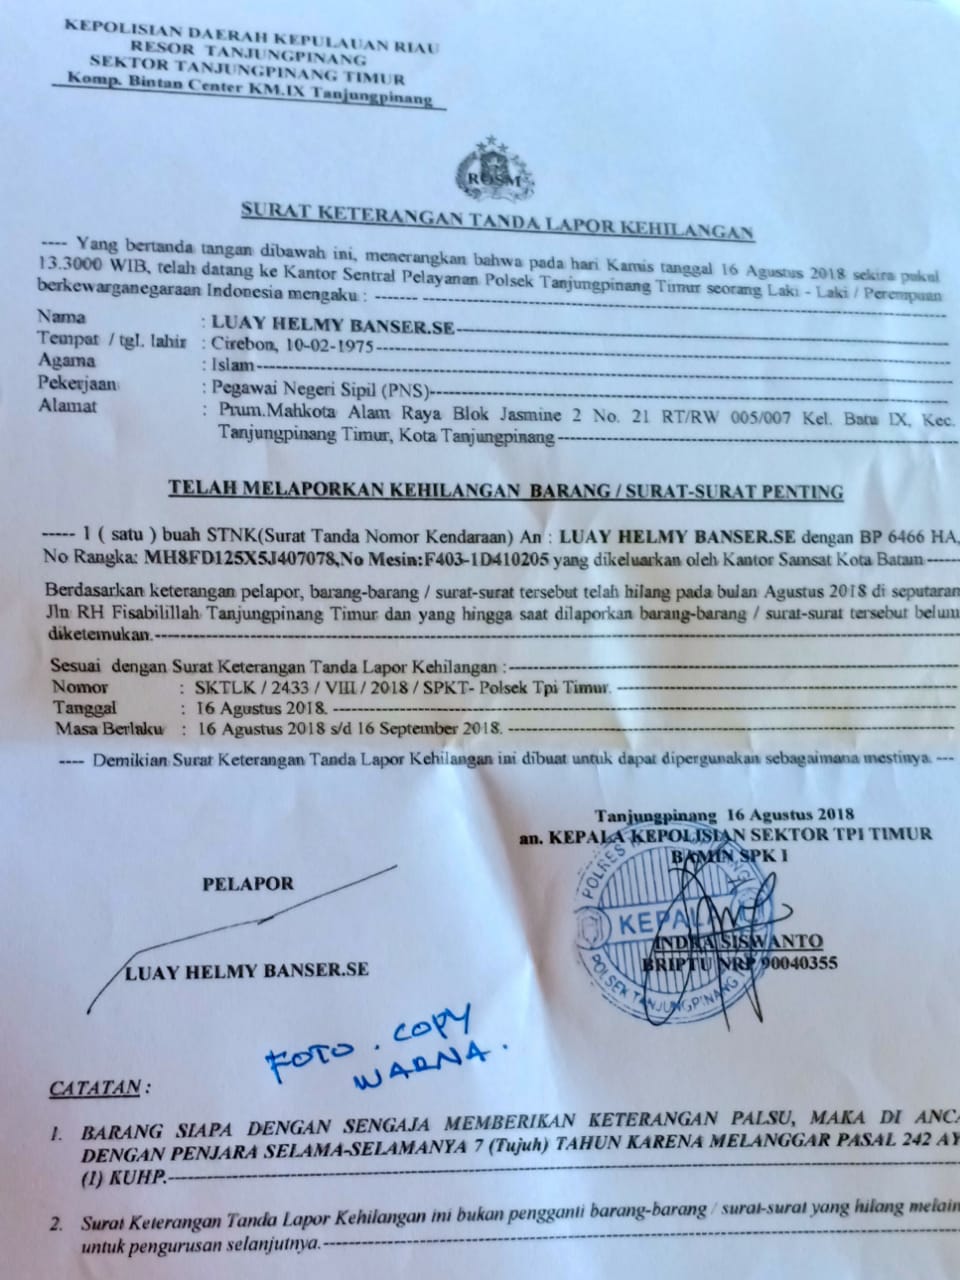 KEPOLISIAN DAERAH KEPULAUAN RIAU
RESOR TANJUNGPINANG
SEKTOR TANJUNGPINANG TIMUR
Komp. Bintan Center KM.IX Tanjungpinang
SURAT KETERANGAN TANDA LAPOR KEHILANGAN
---- Yang bertanda tangan dibawah ini, menerangkan bahwa pada hari Kamis tanggal 16 Agustus 2018 sekira pukul
13.3000 WIB, telah datang ke Kantor Sentral Pelayanan Polsek Tanjungpinang Timur seorang Laki - Laki / Perempuan
berkewarganegaraan Indonesia mengaku : ------- ----------
Nama : LUAY HELMY BANSER.SE----------
Tempat / tgl. lahir : Cirebon, 10-02-1975----------
Agama : Islam----------
Pekerjaan : Pegawai Negeri Sipil (PNS)----------
Alamat : Prum.Mahkota Alam Raya Blok Jasmine 2 No. 21 RT/RW 005/007 Kel. Batu IX, Kec.
Tanjungpinang Timur, Kota Tanjungpinang----------
TELAH MELAPORKAN KEHILANGAN BARANG / SURAT-SURAT PENTING
----- 1 ( satu ) buah STNK(Surat Tanda Nomor Kendaraan) An : LUAY HELMY BANSER.SE dengan BP 6466 HA,
No Rangka: MH8FD125X5J407078,No Mesin:F403-1D410205 yang dikeluarkan oleh Kantor Samsat Kota Batam -----
Berdasarkan keterangan pelapor, barang-barang / surat-surat tersebut telah hilang pada bulan Agustus 2018 di seputaran
Jln RH Fisabilillah Tanjungpinang Timur dan yang hingga saat dilaporkan barang-barang / surat-surat tersebut belum
diketemukan.----------
Sesuai dengan Surat Keterangan Tanda Lapor Kehilangan :----------
Nomor : SKTLK / 2433 / VIII / 2018 / SPKT- Polsek Tpi Timur. ----------
Tanggal : 16 Agustus 2018. ----------
Masa Berlaku : 16 Agustus 2018 s/d 16 September 2018. ----------
---- Demikian Surat Keterangan Tanda Lapor Kehilangan ini dibuat untuk dapat dipergunakan sebagaimana mestinya. ---
Tanjungpinang 16 Agustus 2018
an. KEPALA KEPOLISIAN SEKTOR TPI TIMUR
BAMIN SPK I
PELAPOR
KEPALA
POLSEK TANJUNGPINANG
INDRA SISWANTO
BRIPTU NRP 90040355
LUAY HELMY BANSER.SE
FOTO . COPY
WARNA .
CATATAN :
1. BARANG SIAPA DENGAN SENGAJA MEMBERIKAN KETERANGAN PALSU, MAKA DI ANCA
DENGAN PENJARA SELAMA-SELAMANYA 7 (Tujuh) TAHUN KARENA MELANGGAR PASAL 242 AY
(1) KUHP.----------
2. Surat Keterangan Tanda Lapor Kehilangan ini bukan pengganti barang-barang / surat-surat yang hilang melain
untuk pengurusan selanjutnya.----------